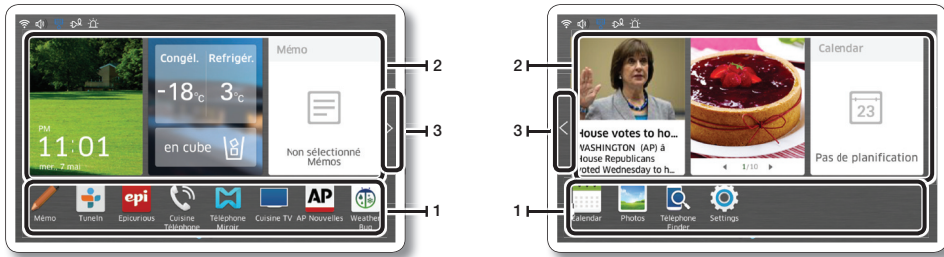 Congél. Refrigér.
-18°c 3°c
en cube
PM
11:01
mer., 7 mai
Mémo
Non sélectionné
Mémos
>
Mémo
TuneIn
epi
Epicurious
Cuisine
Téléphone
Téléphone
Miroir
Cuisine TV
AP
AP Nouvelles
Weather
Bug
2
3
1
2
3
1
<
House votes to ho...
WASHINGTON (AP) â
House Republicans
voted Wednesday to h...
1/10
Calendar
23
Pas de planification
Calendar
Photos
Téléphone
Finder
Settings